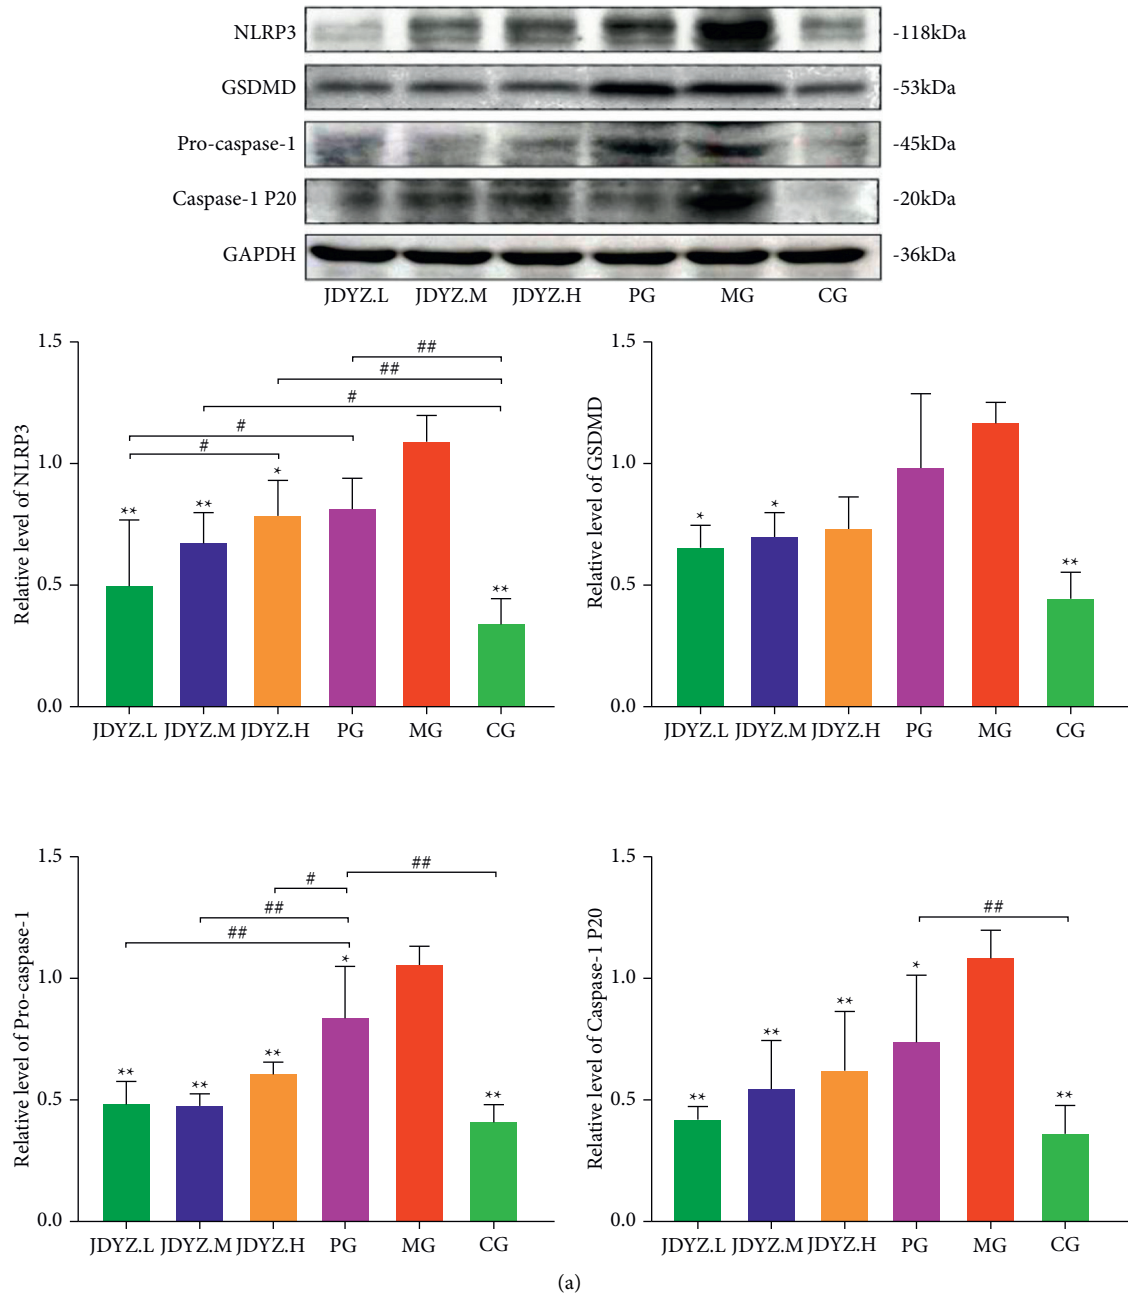 NLRP3 -118kDa
GSDMD -53kDa
Pro-caspase-1 -45kDa
Caspase-1 P20 -20kDa
GAPDH -36kDa
JDYZ.L JDYZ.M JDYZ.H PG MG CG
Relative level of NLRP3
1.5
1.0
0.5
0.0
##
##
#
#
#
** ** * **
JDYZ.L JDYZ.M JDYZ.H PG MG CG
Relative level of GSDMD
1.5
1.0
0.5
0.0
* * **
JDYZ.L JDYZ.M JDYZ.H PG MG CG
Relative level of Pro-caspase-1
1.5
1.0
0.5
0.0
##
#
##
##
** ** ** * **
JDYZ.L JDYZ.M JDYZ.H PG MG CG
Relative level of Caspase-1 P20
1.5
1.0
0.5
0.0
##
** ** ** * **
JDYZ.L JDYZ.M JDYZ.H PG MG CG
(a)